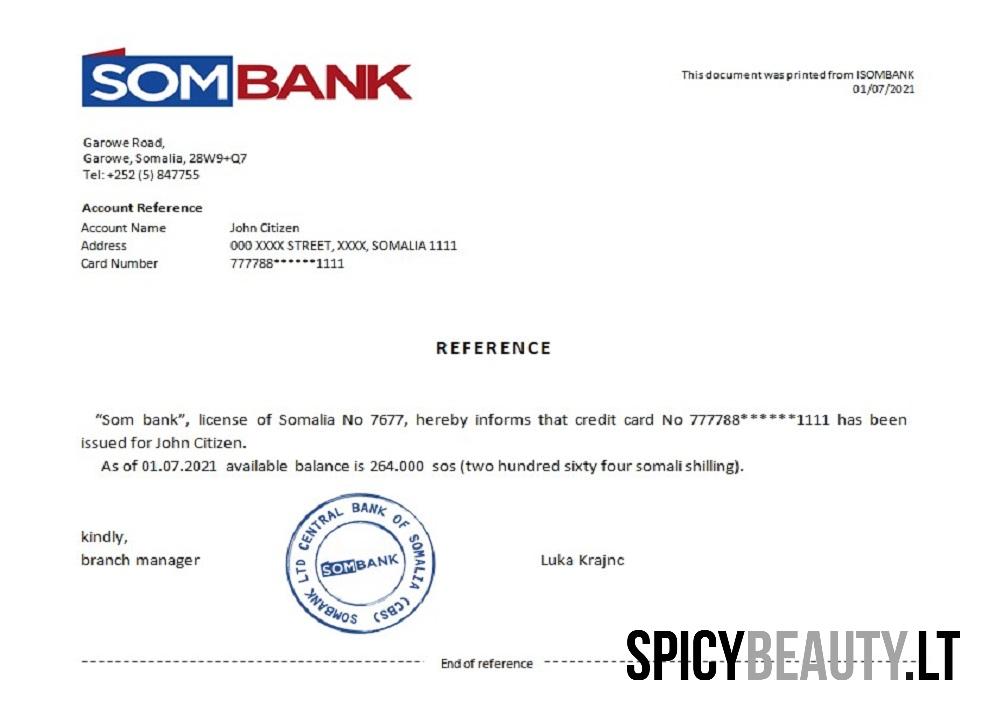 SOMBANK
This document was printed from ISOMBANK
01/07/2021
Garowe Road,
Garowe, Somalia, 28W9+Q7
Tel: +252 (5) 847755
Account Reference
Account Name John Citizen
Address 000 XXXX STREET, XXXX, SOMALIA 1111
Card Number 777788******1111
REFERENCE
“Som bank”, license of Somalia No 7677, hereby informs that credit card No 777788******1111 has been
issued for John Citizen.
As of 01.07.2021 available balance is 264.000 sos (two hundred sixty four somali shilling).
kindly,
branch manager
SOMBANK LTD CENTRAL BANK OF SOMALIA (CBS)
SOMBANK
Luka Krajnc
End of reference
SPICYBEAUTY.LT